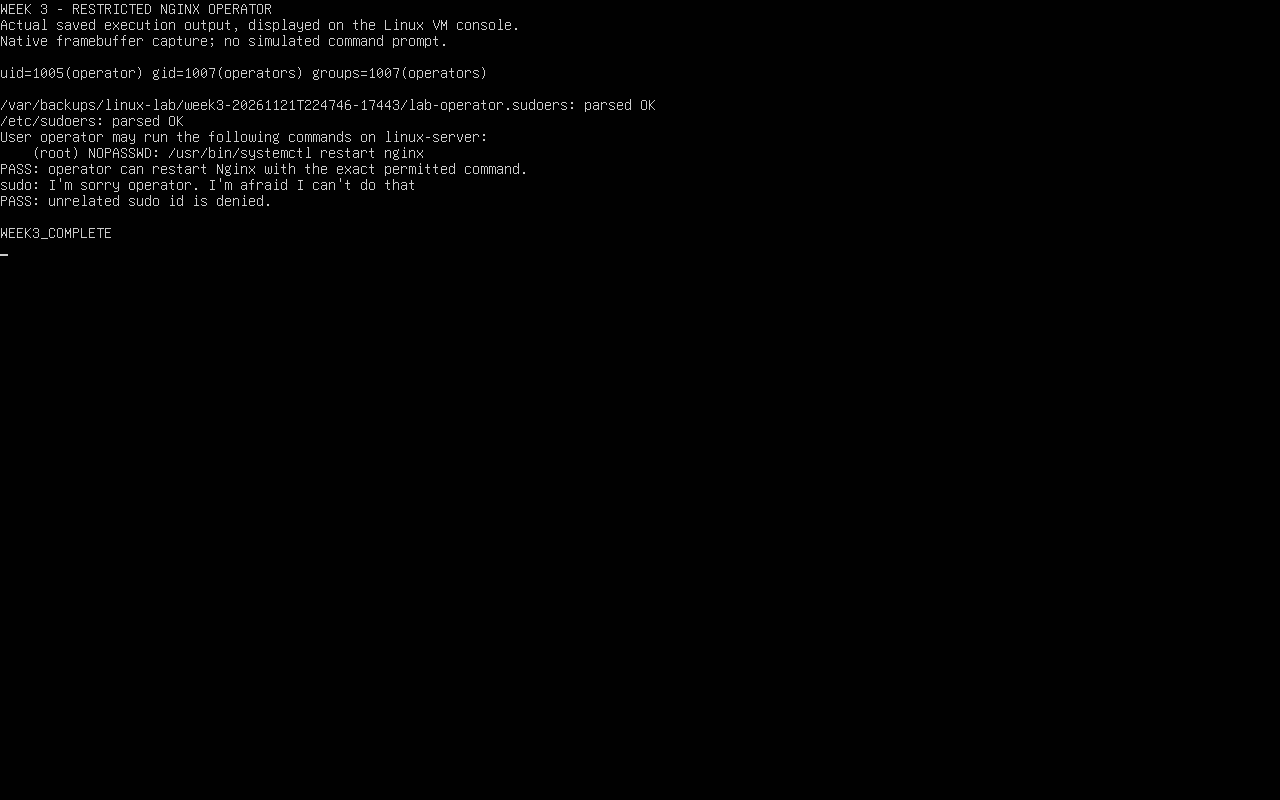 WEEK 3 - RESTRICTED NGINX OPERATOR
Actual saved execution output, displayed on the Linux VM console.
Native framebuffer capture; no simulated command prompt.
uid=1005(operator) gid=1007(operators) groups=1007(operators)
/var/backups/linux-lab/week3-20261121T224746-17443/lab-operator.sudoers: parsed OK
/etc/sudoers: parsed OK
User operator may run the following commands on linux-server:
    (root) NOPASSWD: /usr/bin/systemctl restart nginx
PASS: operator can restart Nginx with the exact permitted command.
sudo: I'm sorry operator. I'm afraid I can't do that
PASS: unrelated sudo id is denied.
WEEK3_COMPLETE